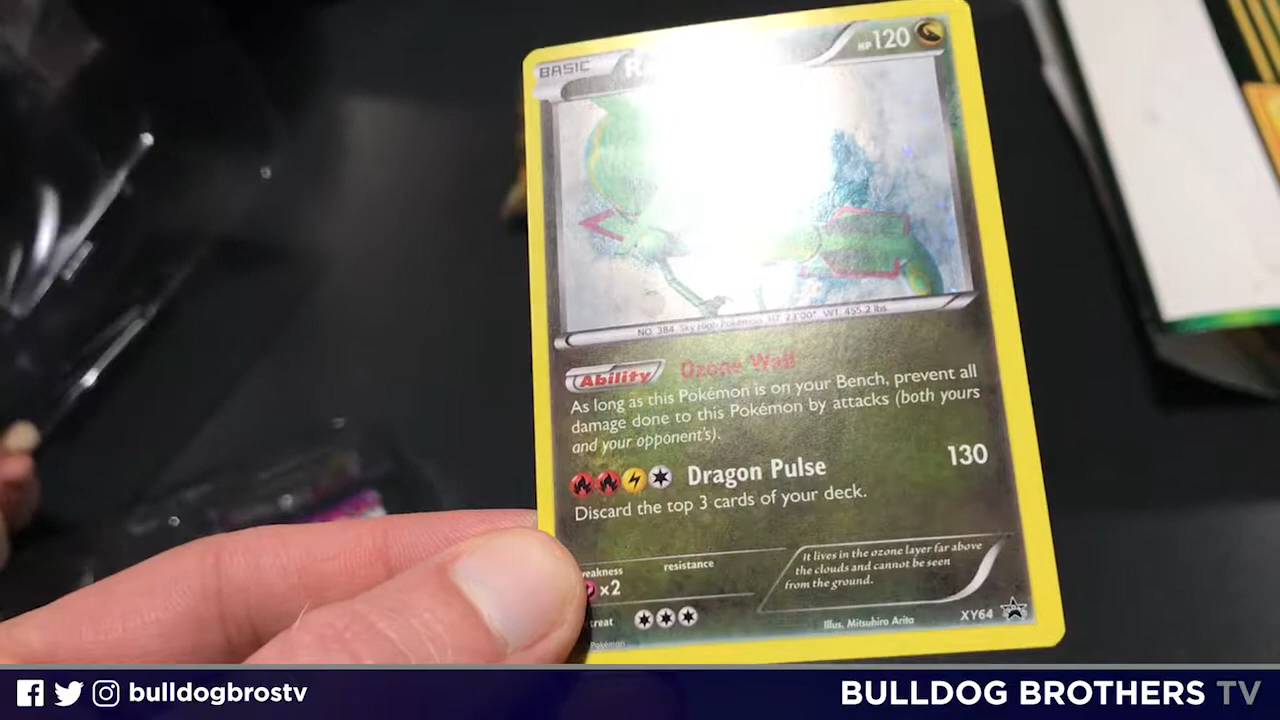 BASIC
HP120
NO. 384 Sky High Pokémon HT. 23'00" WT. 455.2 lbs
Ability Ozone Wall
As long as this Pokémon is on your Bench, prevent all
damage done to this Pokémon by attacks (both yours
and your opponent's).
Dragon Pulse 130
Discard the top 3 cards of your deck.
weakness resistance
x2
It lives in the ozone layer far above
the clouds and cannot be seen
from the ground.
treat
Illus. Mitsuhiro Arita XY64
Pokémon
bulldogbrostv
BULLDOG BROTHERS TV